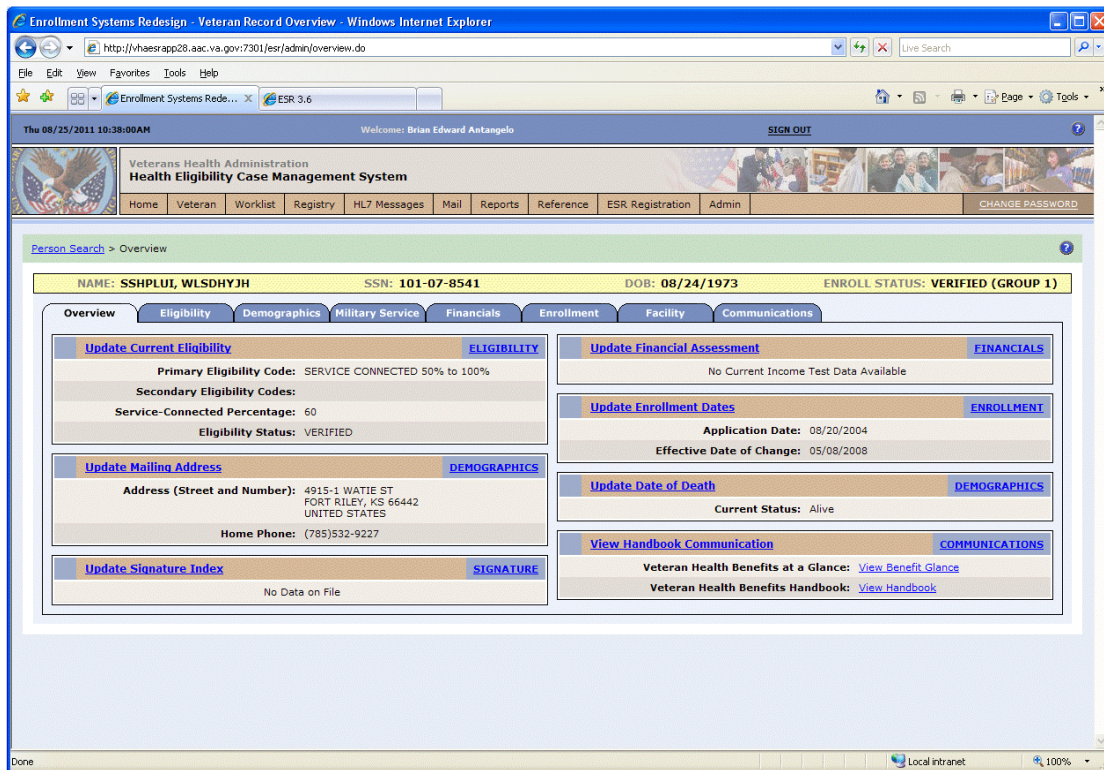 Enrollment Systems Redesign - Veteran Record Overview - Windows Internet Explorer
http://vhaesrapp28.aac.va.gov:7301/esr/admin/overview.do
Live Search
File Edit View Favorites Tools Help
Enrollment Systems Rede... X ESR 3.6
Page Tools »
Thu 08/25/2011 10:38:00AM Welcome: Brian Edward Antangelo SIGN OUT ?
Veterans Health Administration
Health Eligibility Case Management System
Home Veteran Worklist Registry HL7 Messages Mail Reports Reference ESR Registration Admin CHANGE PASSWORD
Person Search > Overview ?
NAME: SSHPLUI, WLSDHYJH SSN: 101-07-8541 DOB: 08/24/1973 ENROLL STATUS: VERIFIED (GROUP 1)
Overview Eligibility Demographics Military Service Financials Enrollment Facility Communications
Update Current Eligibility ELIGIBILITY
Primary Eligibility Code: SERVICE CONNECTED 50% to 100%
Secondary Eligibility Codes:
Service-Connected Percentage: 60
Eligibility Status: VERIFIED
Update Mailing Address DEMOGRAPHICS
Address (Street and Number): 4915-1 WATIE ST
FORT RILEY, KS 66442
UNITED STATES
Home Phone: (785)532-9227
Update Signature Index SIGNATURE
No Data on File
Update Financial Assessment FINANCIALS
No Current Income Test Data Available
Update Enrollment Dates ENROLLMENT
Application Date: 08/20/2004
Effective Date of Change: 05/08/2008
Update Date of Death DEMOGRAPHICS
Current Status: Alive
View Handbook Communication COMMUNICATIONS
Veteran Health Benefits at a Glance: View Benefit Glance
Veteran Health Benefits Handbook: View Handbook
Done Local intranet 100%